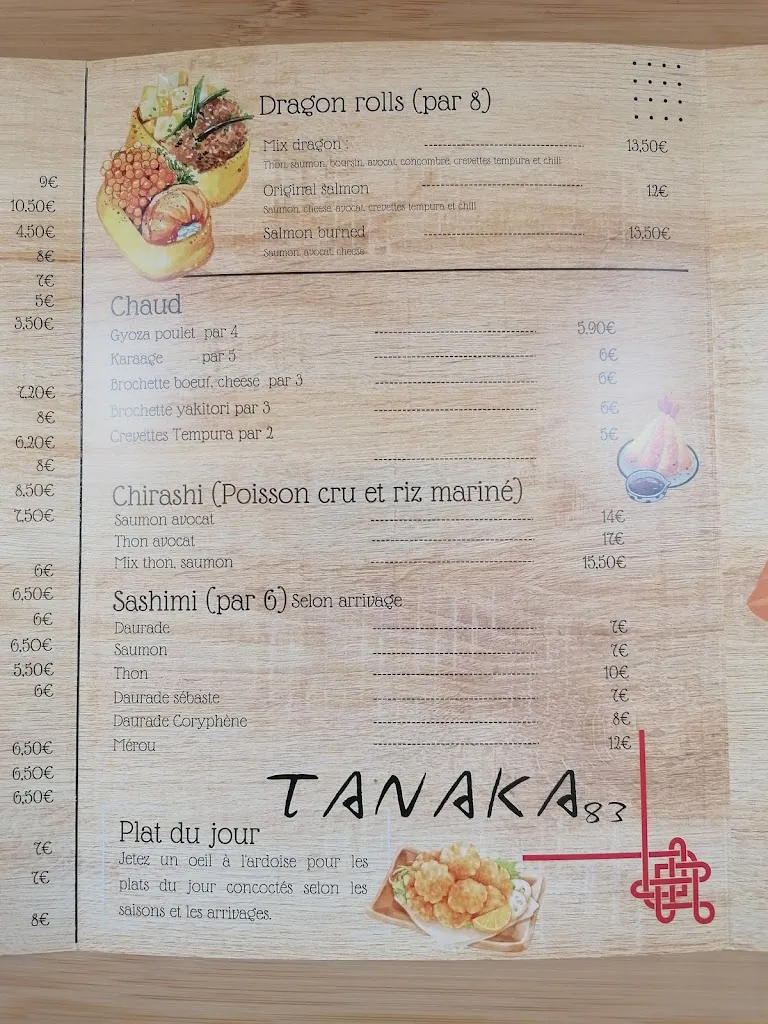 9€
10.50€
4.50€
8€
7€
5€
3.50€
7.20€
8€
6.20€
8€
8.50€
7.50€
6€
6,50€
6€
6,50€
5,50€
6€
6,50€
6,50€
6,50€
7€
7€
8€
Dragon rolls (par 8)
Mix dragon : 13,50€
Thon, saumon, boursin, avocat, concombre, crevettes tempura et chili
Original salmon 12€
Saumon, cheese, avocat, crevettes tempura et chili
Salmon burned 13,50€
Saumon, avocat, cheese
Chaud
Gyoza poulet par 4 5.90€
Karaage par 5 6€
Brochette boeuf, cheese par 3 6€
Brochette yakitori par 3 6€
Crevettes Tempura par 2 5€
Chirashi (Poisson cru et riz mariné)
Saumon avocat 14€
Thon avocat 17€
Mix thon, saumon 15,50€
Sashimi (par 6) Selon arrivage
Daurade 7€
Saumon 7€
Thon 10€
Daurade sébaste 7€
Daurade Coryphène 8€
Mérou 12€
TANAKA 83
Plat du jour
Jetez un oeil à l'ardoise pour les
plats du jour concoctés selon les
saisons et les arrivages.